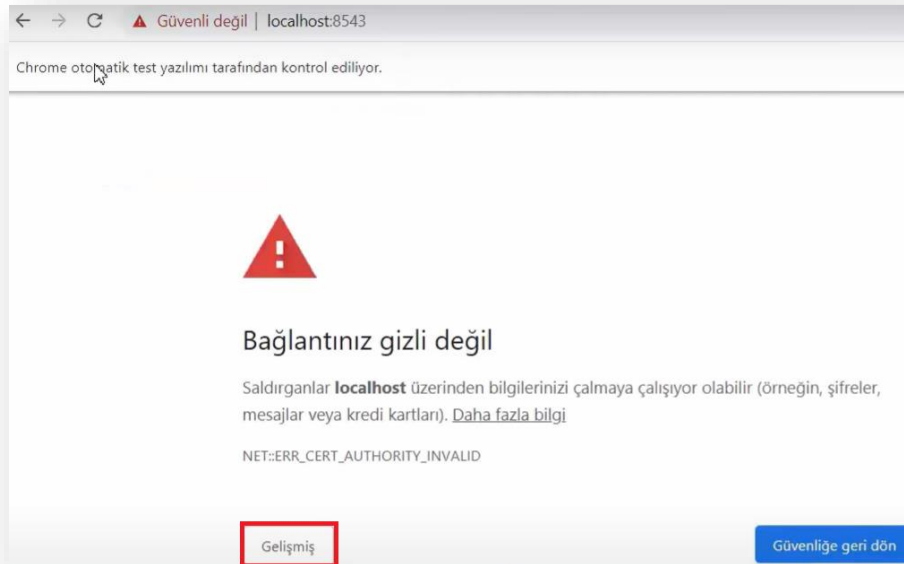 Güvenli değil | localhost:8543
Chrome otomatik test yazılımı tarafından kontrol ediliyor.
Bağlantınız gizli değil
Saldırganlar localhost üzerinden bilgilerinizi çalmaya çalışıyor olabilir (örneğin, şifreler,
mesajlar veya kredi kartları). Daha fazla bilgi
NET::ERR_CERT_AUTHORITY_INVALID
Gelişmiş
Güvenliğe geri dön